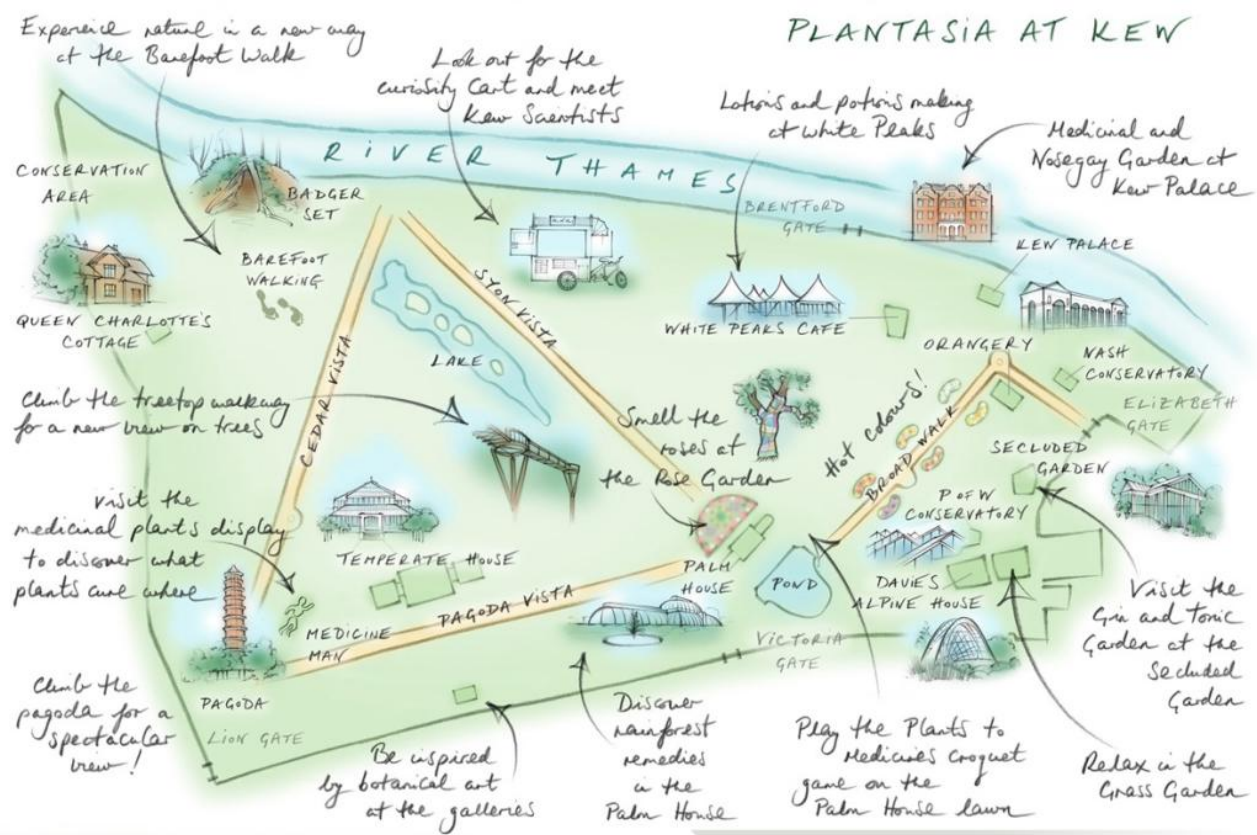 PLANTASIA AT KEW
Experience natural in a new way
at the Barefoot Walk
Look out for the
curiosity Cart and meet
Kew Scientists
Lotions and potions making
at White Peaks
Medicinal and
Nosegay Garden at
Kew Palace
RIVER THAMES
CONSERVATION
AREA
BADGER
SET
BRENTFORD
GATE
KEW PALACE
BAREFOOT
WALKING
QUEEN CHARLOTTE'S
COTTAGE
SYON VISTA
WHITE PEAKS CAFE
ORANGERY
NASH
CONSERVATORY
ELIZABETH
GATE
LAKE
CEDAR VISTA
Climb the treetop walkway
for a new view on trees
Smell the
roses at
the Rose Garden
Hot colours!
BROAD WALK
SECLUDED
GARDEN
P OF W
CONSERVATORY
Visit the
medicinal plants display
to discover what
plants cure where
TEMPERATE HOUSE
PALM
HOUSE
POND
DAVIES
ALPINE HOUSE
PAGODA VISTA
MEDICINE
MAN
VICTORIA
GATE
Visit the
Gin and Tonic
Garden at the
Secluded
Garden
PAGODA
LION GATE
Climb the
pagoda for a
spectacular
view!
Be inspired
by botanical art
at the galleries
Discover
rainforest
remedies
in the
Palm House
Play the Plants to
Medicines croquet
game on the
Palm House lawn
Relax in the
Grass Garden